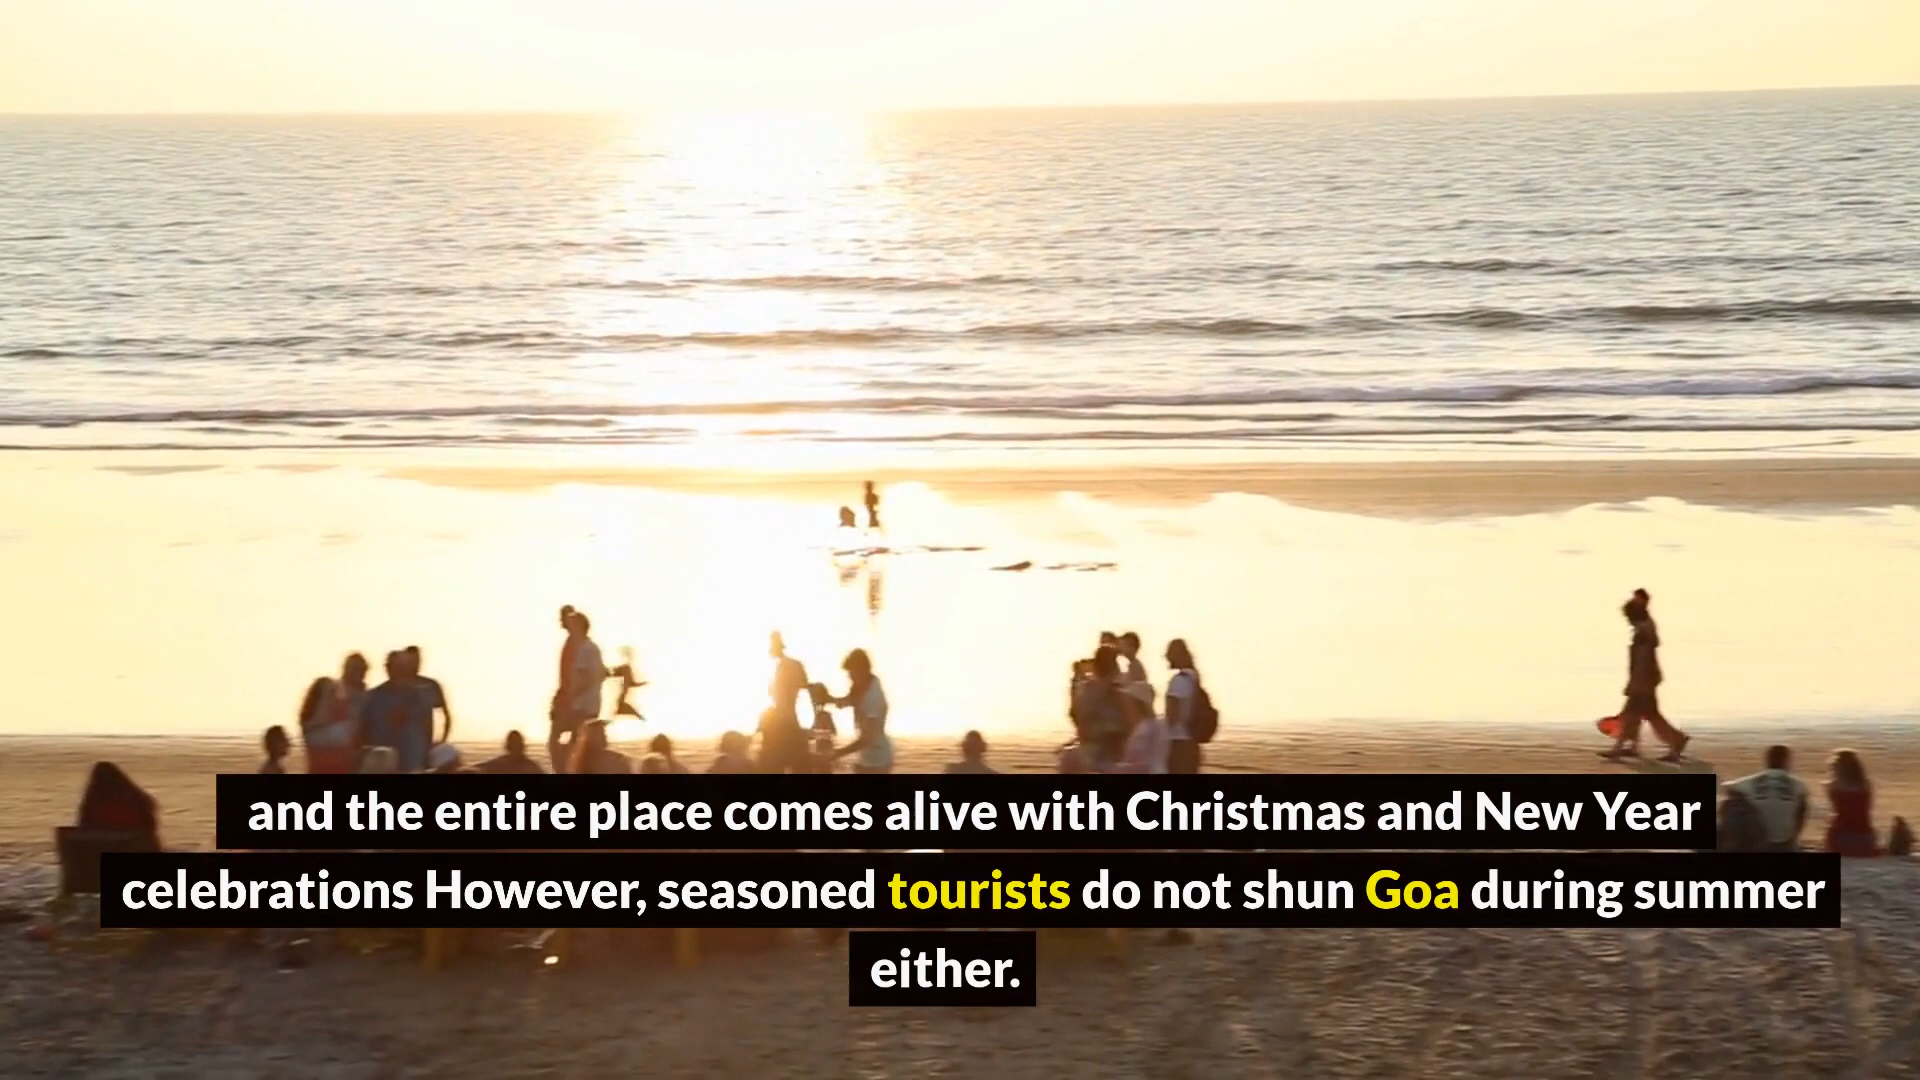 and the entire place comes alive with Christmas and New Year
celebrations However, seasoned tourists do not shun Goa during summer
either.